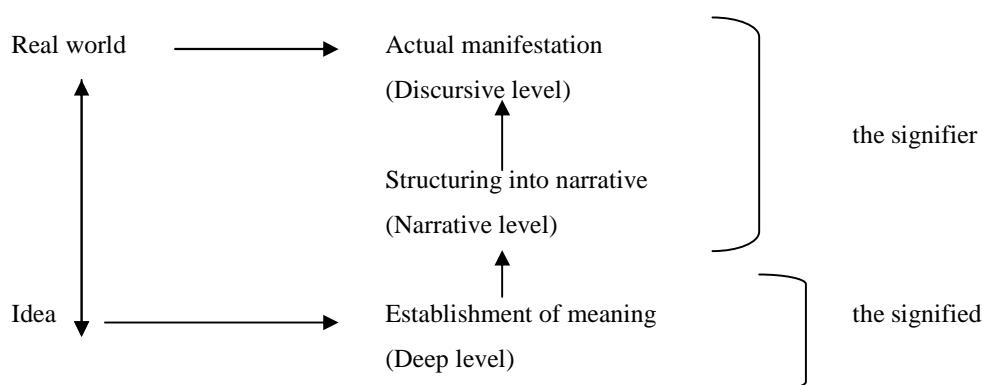 Real world
Actual manifestation
(Discursive level)
the signifier
Structuring into narrative
(Narrative level)
Idea
Establishment of meaning
the signified
(Deep level)